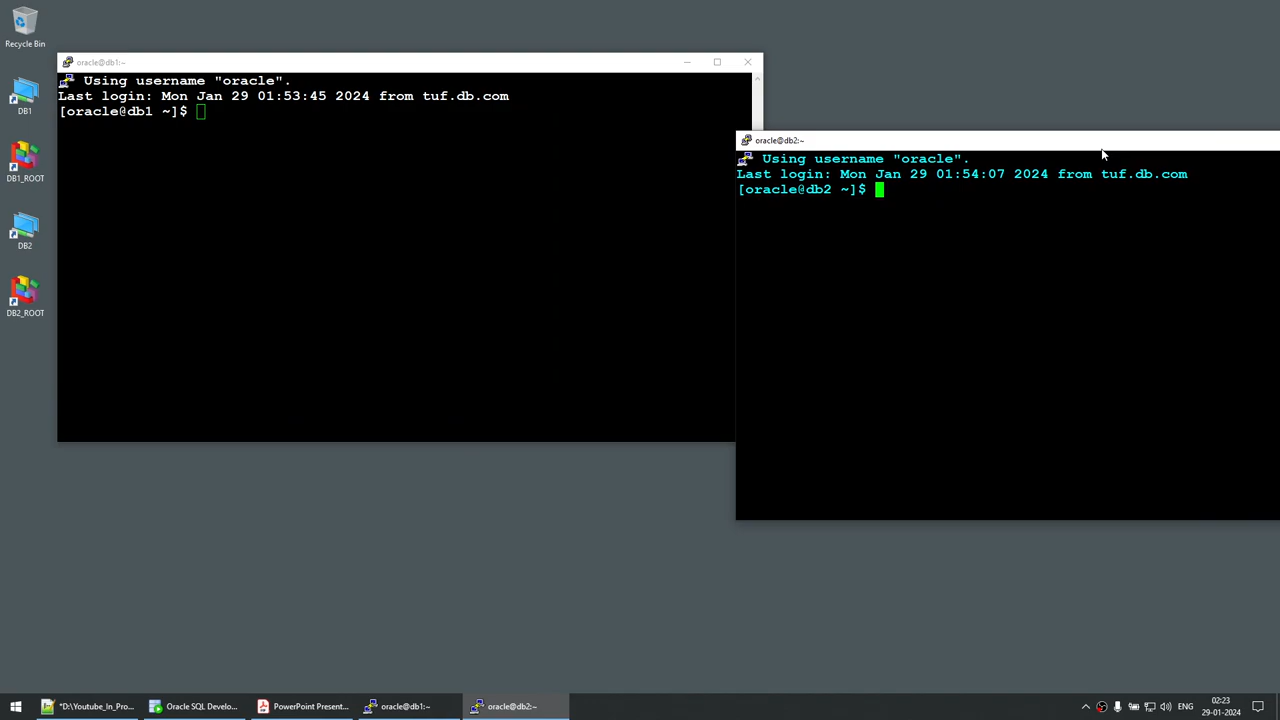 Recycle Bin
DB1
DB1_ROOT
DB2
DB2_ROOT
oracle@db1:~
Using username "oracle".
Last login: Mon Jan 29 01:53:45 2024 from tuf.db.com
[oracle@db1 ~]$
oracle@db2:~
Using username "oracle".
Last login: Mon Jan 29 01:54:07 2024 from tuf.db.com
[oracle@db2 ~]$
*D:\Youtube_In_Pro...
Oracle SQL Develo...
PowerPoint Present...
oracle@db1:~
oracle@db2:~
ENG
02:23
29-01-2024